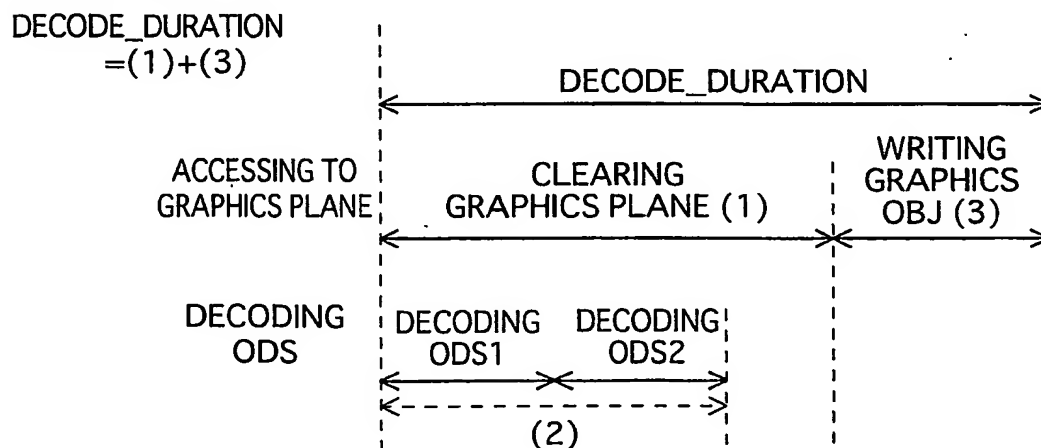 DECODE_DURATION
=(1)+(3)
DECODE_DURATION
ACCESSING TO
GRAPHICS PLANE
CLEARING
GRAPHICS PLANE (1)
WRITING
GRAPHICS
OBJ (3)
DECODING
ODS
DECODING
ODS1
DECODING
ODS2
(2)